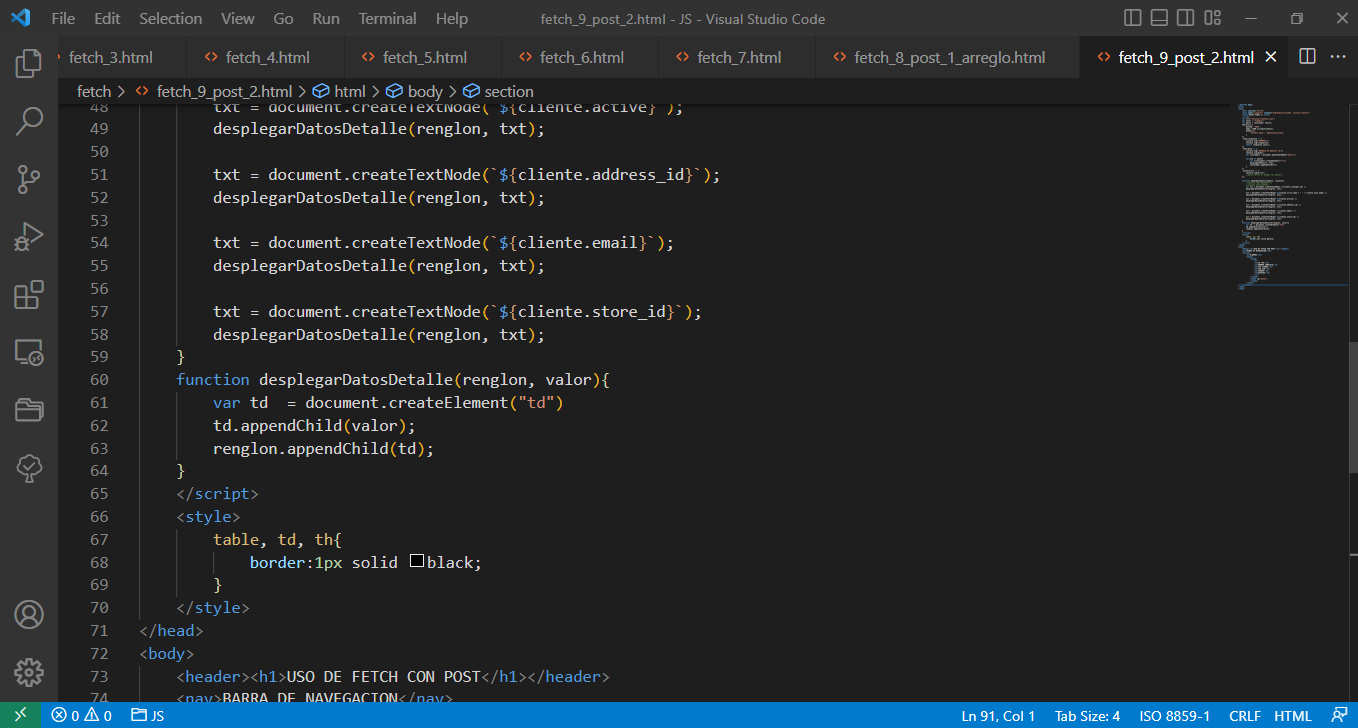 File Edit Selection View Go Run Terminal Help fetch_9_post_2.html - JS - Visual Studio Code
fetch_3.html fetch_4.html fetch_5.html fetch_6.html fetch_7.html fetch_8_post_1_arreglo.html fetch_9_post_2.html
fetch > fetch_9_post_2.html > html > body > section
48 txt = document.createTextNode(`${cliente.active}`);
49 desplegarDatosDetalle(renglon, txt);
50
51 txt = document.createTextNode(`${cliente.address_id}`);
52 desplegarDatosDetalle(renglon, txt);
53
54 txt = document.createTextNode(`${cliente.email}`);
55 desplegarDatosDetalle(renglon, txt);
56
57 txt = document.createTextNode(`${cliente.store_id}`);
58 desplegarDatosDetalle(renglon, txt);
59 }
60 function desplegarDatosDetalle(renglon, valor){
61 var td  = document.createElement("td")
62 td.appendChild(valor);
63 renglon.appendChild(td);
64 }
65 </script>
66 <style>
67 table, td, th{
68 border:1px solid black;
69 }
70 </style>
71 </head>
72 <body>
73 <header><h1>USO DE FETCH CON POST</h1></header>
74 <nav>BARRA DE NAVEGACION</nav>
0 0 JS Ln 91, Col 1 Tab Size: 4 ISO 8859-1 CRLF HTML